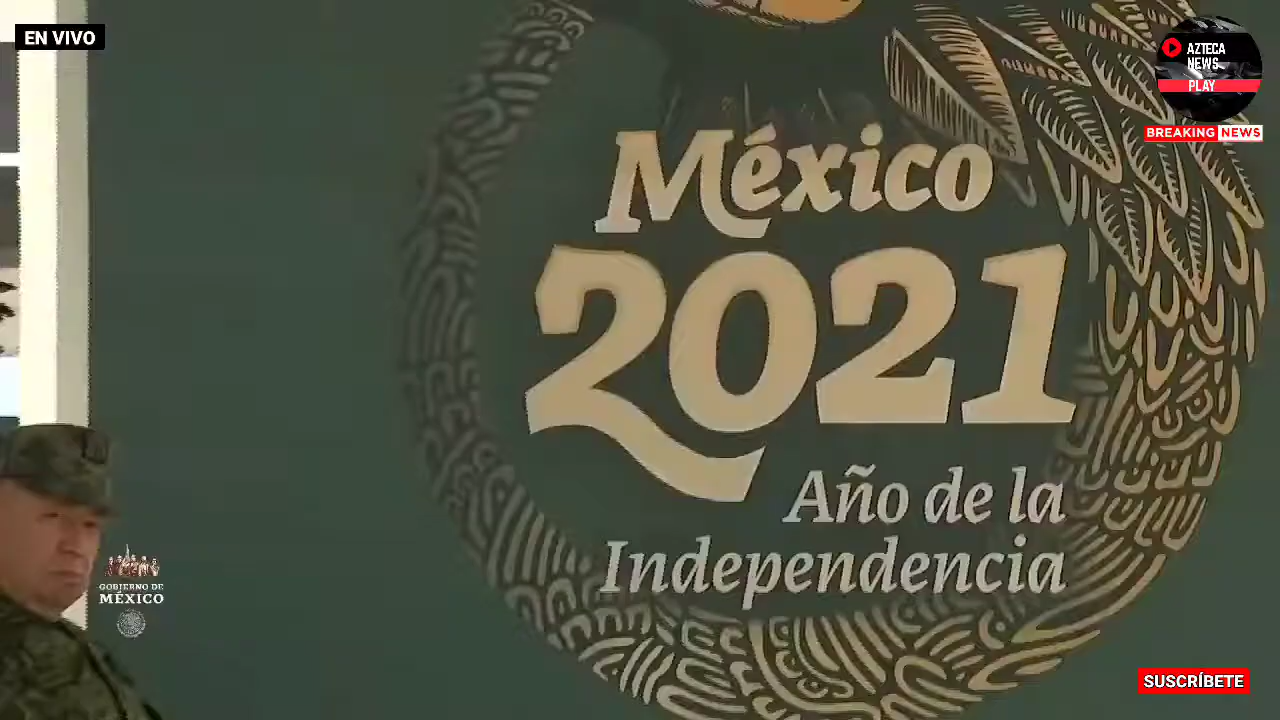 EN VIVO
AZTECA
NEWS
PLAY
BREAKING NEWS
México
2021
Año de la
Independencia
GOBIERNO DE
MÉXICO
SUSCRÍBETE